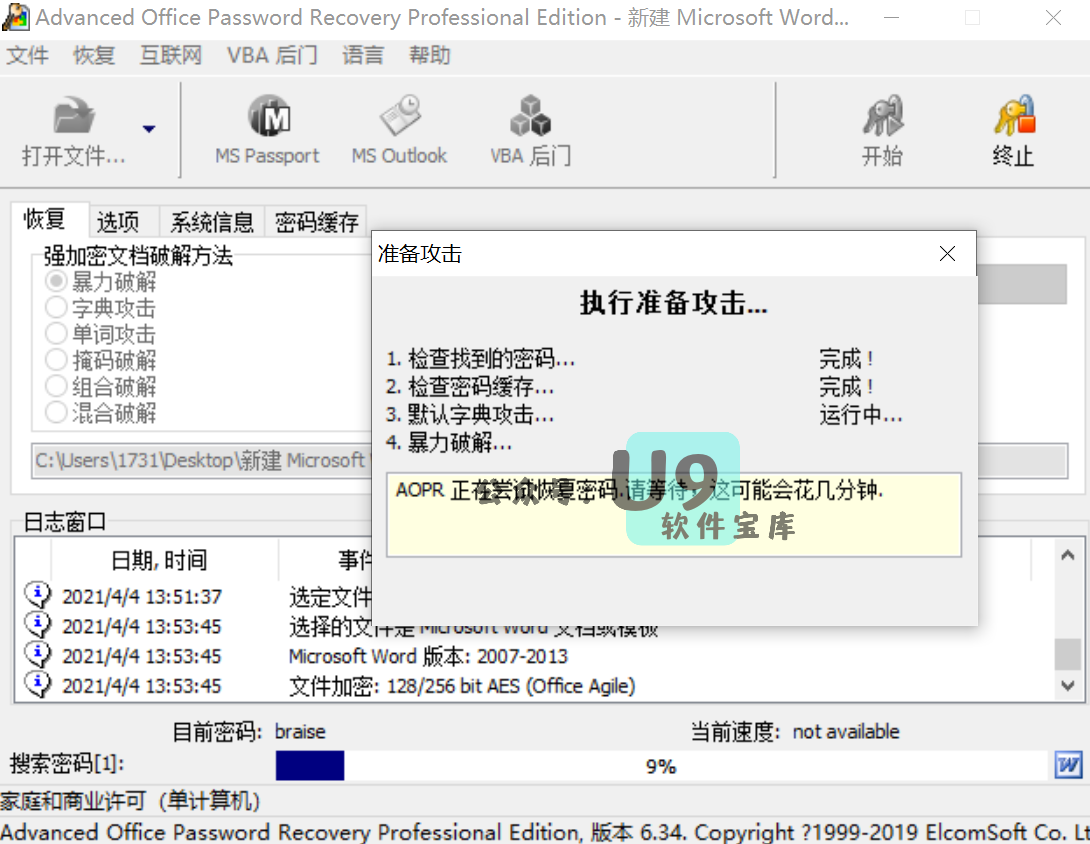 Advanced Office Password Recovery Professional Edition - 新建 Microsoft Word...
文件 恢复 互联网 VBA 后门 语言 帮助
打开文件... MS Passport MS Outlook VBA 后门 开始 终止
恢复 选项 系统信息 密码缓存
强加密文档破解方法
暴力破解
字典攻击
单词攻击
掩码破解
组合破解
混合破解
C:\Users\1731\Desktop\新建 Microsoft
准备攻击
执行准备攻击...
1. 检查找到的密码... 完成！
2. 检查密码缓存... 完成！
3. 默认字典攻击... 运行中...
4. 暴力破解...
AOPR 正在尝试恢复密码.请等待，这可能会花几分钟.
U9
软件宝库
日志窗口
日期, 时间 事件
2021/4/4 13:51:37 选定文件
2021/4/4 13:53:45 选择的文件是 Microsoft Word 文档或模板
2021/4/4 13:53:45 Microsoft Word 版本: 2007-2013
2021/4/4 13:53:45 文件加密: 128/256 bit AES (Office Agile)
目前密码: braise 当前速度: not available
搜索密码[1]: 9%
家庭和商业许可 (单计算机)
Advanced Office Password Recovery Professional Edition, 版本 6.34. Copyright ?1999-2019 ElcomSoft Co. Lt